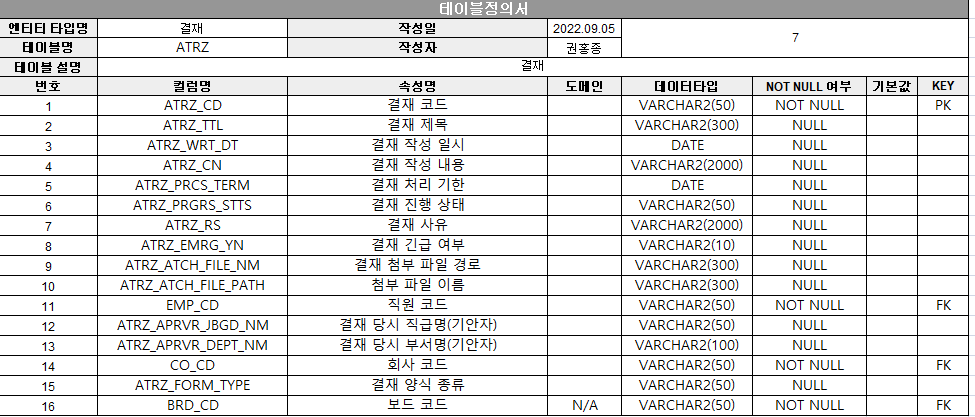 테이블정의서
엔티티 타입명 결재 작성일 2022.09.05 7
테이블명 ATRZ 작성자 권홍종
테이블 설명 결재
번호 컬럼명 속성명 도메인 데이터타입 NOT NULL 여부 기본값 KEY
1 ATRZ_CD 결재 코드 VARCHAR2(50) NOT NULL PK
2 ATRZ_TTL 결재 제목 VARCHAR2(300) NULL
3 ATRZ_WRT_DT 결재 작성 일시 DATE NULL
4 ATRZ_CN 결재 작성 내용 VARCHAR2(2000) NULL
5 ATRZ_PRCS_TERM 결재 처리 기한 DATE NULL
6 ATRZ_PRGRS_STTS 결재 진행 상태 VARCHAR2(50) NULL
7 ATRZ_RS 결재 사유 VARCHAR2(2000) NULL
8 ATRZ_EMRG_YN 결재 긴급 여부 VARCHAR2(10) NULL
9 ATRZ_ATCH_FILE_NM 결재 첨부 파일 경로 VARCHAR2(300) NULL
10 ATRZ_ATCH_FILE_PATH 첨부 파일 이름 VARCHAR2(300) NULL
11 EMP_CD 직원 코드 VARCHAR2(50) NOT NULL FK
12 ATRZ_APRVR_JBGD_NM 결재 당시 직급명(기안자) VARCHAR2(50) NULL
13 ATRZ_APRVR_DEPT_NM 결재 당시 부서명(기안자) VARCHAR2(100) NULL
14 CO_CD 회사 코드 VARCHAR2(50) NOT NULL FK
15 ATRZ_FORM_TYPE 결재 양식 종류 VARCHAR2(50) NULL
16 BRD_CD 보드 코드 N/A VARCHAR2(50) NOT NULL FK